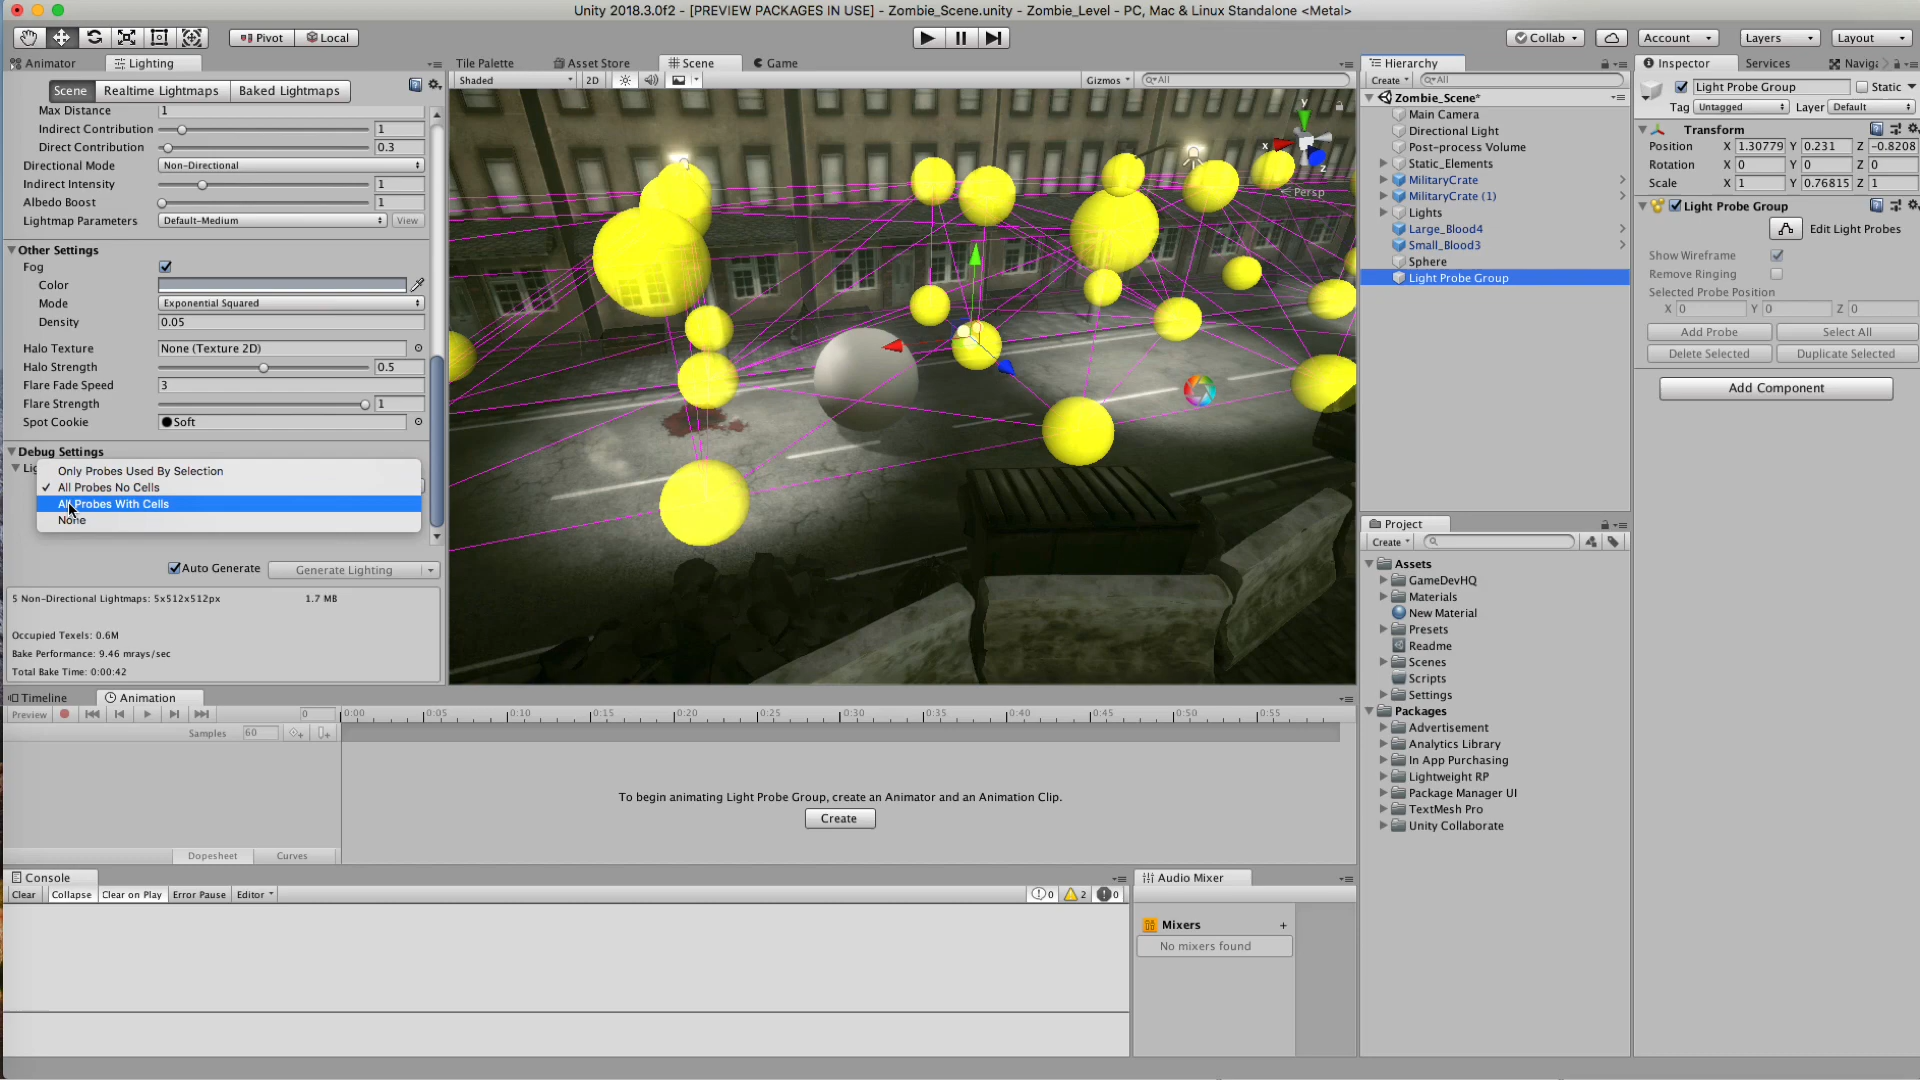 Unity 2018.3.0f2 - [PREVIEW PACKAGES IN USE] - Zombie_Scene.unity - Zombie_Level - PC, Mac & Linux Standalone <Metal>
Pivot Local Collab Account Layers Layout
Animator Lighting
Scene Realtime Lightmaps Baked Lightmaps
Max Distance 1
Indirect Contribution 1
Direct Contribution 0.3
Directional Mode Non-Directional
Indirect Intensity 1
Albedo Boost 1
Lightmap Parameters Default-Medium View
Other Settings
Fog
Color
Mode Exponential Squared
Density 0.05
Halo Texture None (Texture 2D)
Halo Strength 0.5
Flare Fade Speed 3
Flare Strength 1
Spot Cookie Soft
Debug Settings
Only Probes Used By Selection
✓ All Probes No Cells
All Probes With Cells
None
Auto Generate Generate Lighting
5 Non-Directional Lightmaps: 5x512x512px 1.7 MB
Occupied Texels: 0.6M
Bake Performance: 9.46 mrays/sec
Total Bake Time: 0:00:42
Tile Palette Asset Store Scene Game
Shaded 2D Gizmos All
y
x
z
Persp
Hierarchy
Create All
Zombie_Scene*
Main Camera
Directional Light
Post-process Volume
Static_Elements
MilitaryCrate
MilitaryCrate (1)
Lights
Large_Blood4
Small_Blood3
Sphere
Light Probe Group
Project
Create
Assets
GameDevHQ
Materials
New Material
Presets
Readme
Scenes
Scripts
Settings
Packages
Advertisement
Analytics Library
In App Purchasing
Lightweight RP
Package Manager UI
TextMesh Pro
Unity Collaborate
Inspector Services Naviga
Light Probe Group Static
Tag Untagged Layer Default
Transform
Position X 1.30779 Y 0.231 Z -0.8208
Rotation X 0 Y 0 Z 0
Scale X 1 Y 0.76815 Z 1
Light Probe Group
Edit Light Probes
Show Wireframe
Remove Ringing
Selected Probe Position
X 0 Y 0 Z 0
Add Probe Select All
Delete Selected Duplicate Selected
Add Component
Timeline Animation
Preview 0 0:00 0:05 0:10 0:15 0:20 0:25 0:30 0:35 0:40 0:45 0:50 0:55
Samples 60
To begin animating Light Probe Group, create an Animator and an Animation Clip.
Create
Dopesheet Curves
Console
Clear Collapse Clear on Play Error Pause Editor 0 2 0
Audio Mixer
Mixers +
No mixers found